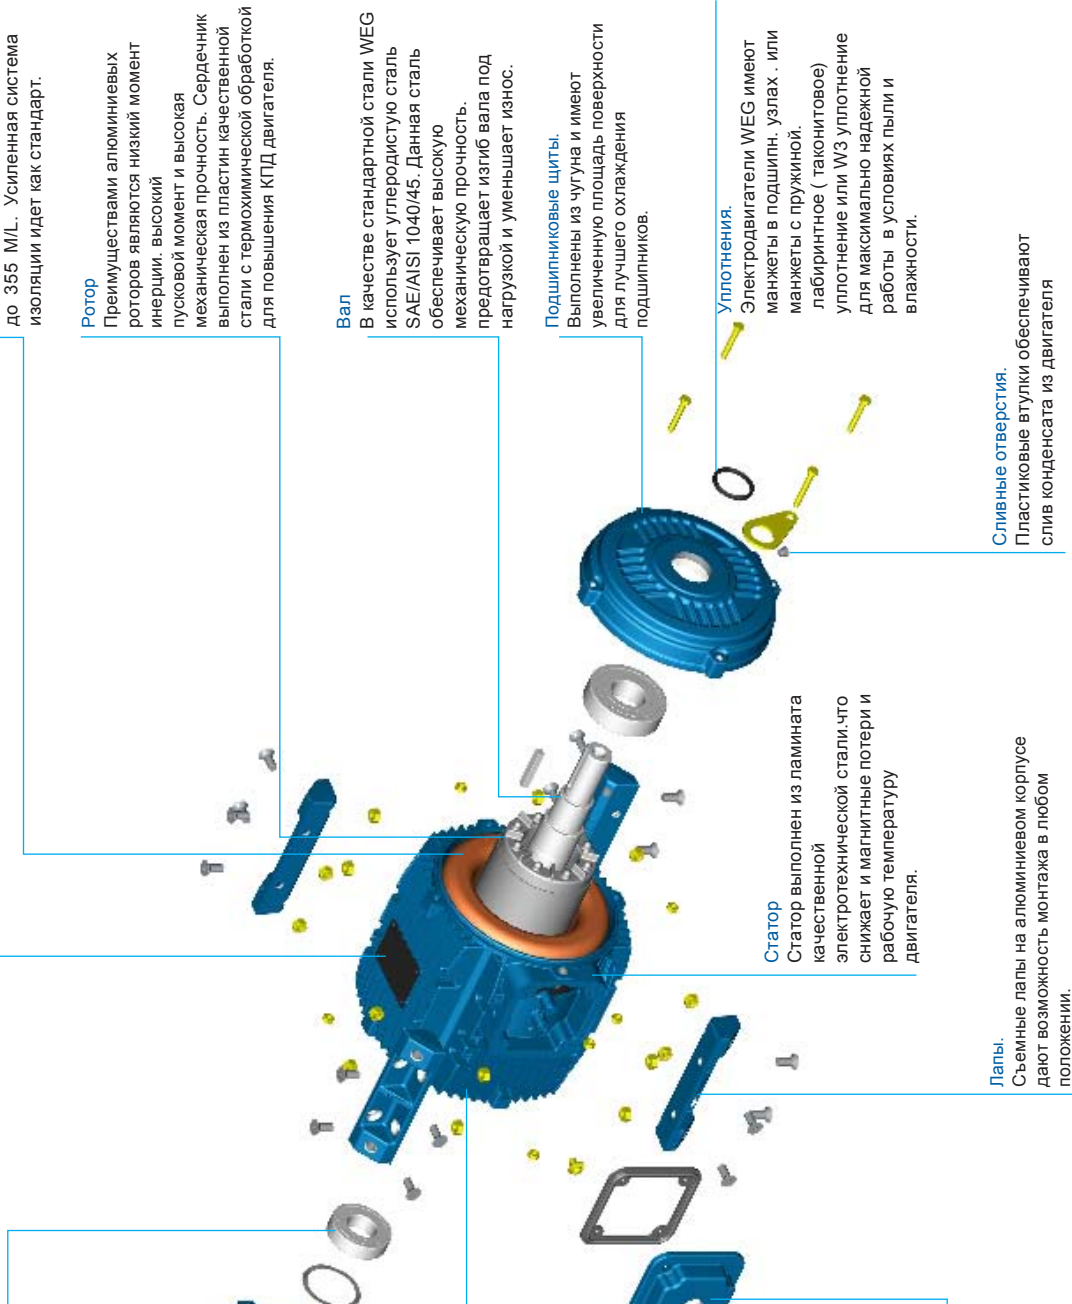 до 355 M/L. Усиленная система
изоляции идет как стандарт.
Ротор
Преимуществами алюминиевых
роторов являются низкий момент
инерции. высокий
пусковой момент и высокая
механическая прочность. Сердечник
выполнен из пластин качественной
стали с термохимической обработкой
для повышения КПД двигателя.
Вал
В качестве стандартной стали WEG
использует углеродистую сталь
SAE/AISI 1040/45. Данная сталь
обеспечивает высокую
механическую прочность.
предотвращает изгиб вала под
нагрузкой и уменьшает износ.
Подшипниковые щиты.
Выполнены из чугуна и имеют
увеличенную площадь поверхности
для лучшего охлаждения
подшипников.
Уплотнения.
Электродвигатели WEG имеют
манжеты в подшипн. узлах . или
манжеты с пружиной.
лабиринтное ( таконитовое)
уплотнение или W3 уплотнение
для максимально надежной
работы в условиях пыли и
влажности.
Сливные отверстия.
Пластиковые втулки обеспечивают
слив конденсата из двигателя
Статор
Статор выполнен из ламината
качественной
электротехнической стали.что
снижает и магнитные потери и
рабочую температуру
двигателя.
Лапы.
Съемные лапы на алюминиевом корпусе
дают возможность монтажа в любом
положении.